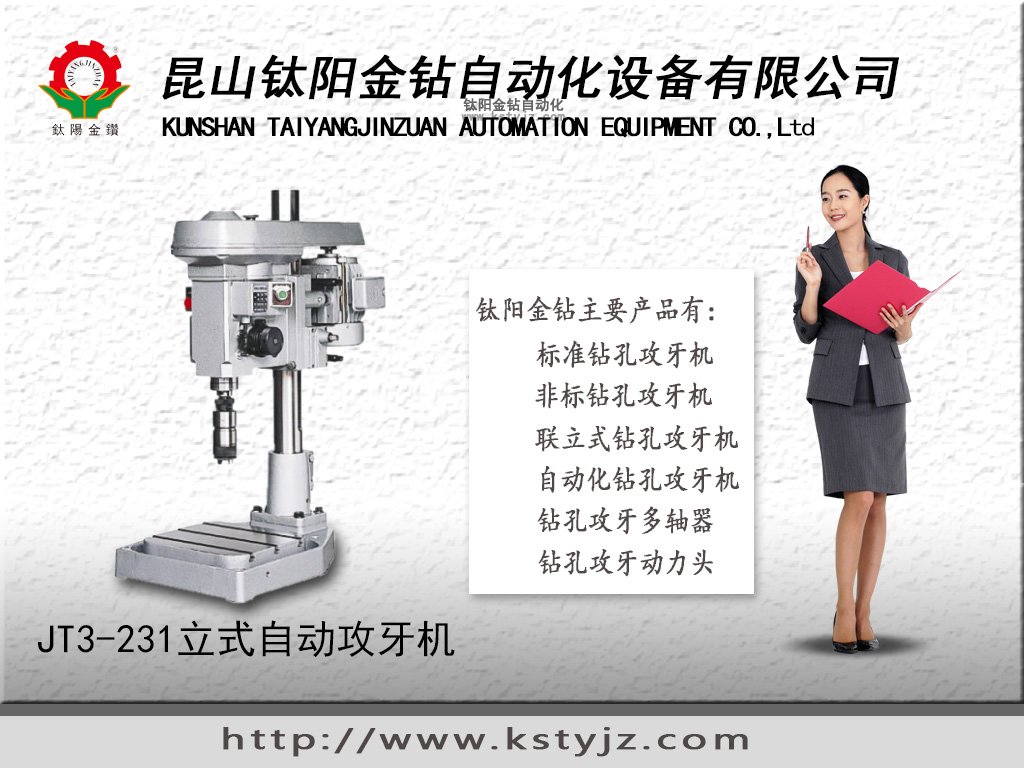 昆山钛阳金钻自动化设备有限公司
钛阳金钻自动化
www.kstyjz.com
KUNSHAN TAIYANGJINZUAN AUTOMATION EQUIPMENT CO.,Ltd
TAIYANGJINZUAN
®
鈦陽金鑽
钛阳金钻主要产品有:
标准钻孔攻牙机
非标钻孔攻牙机
联立式钻孔攻牙机
自动化钻孔攻牙机
钻孔攻牙多轴器
钻孔攻牙动力头
JT3-231立式自动攻牙机
http://www.kstyjz.com